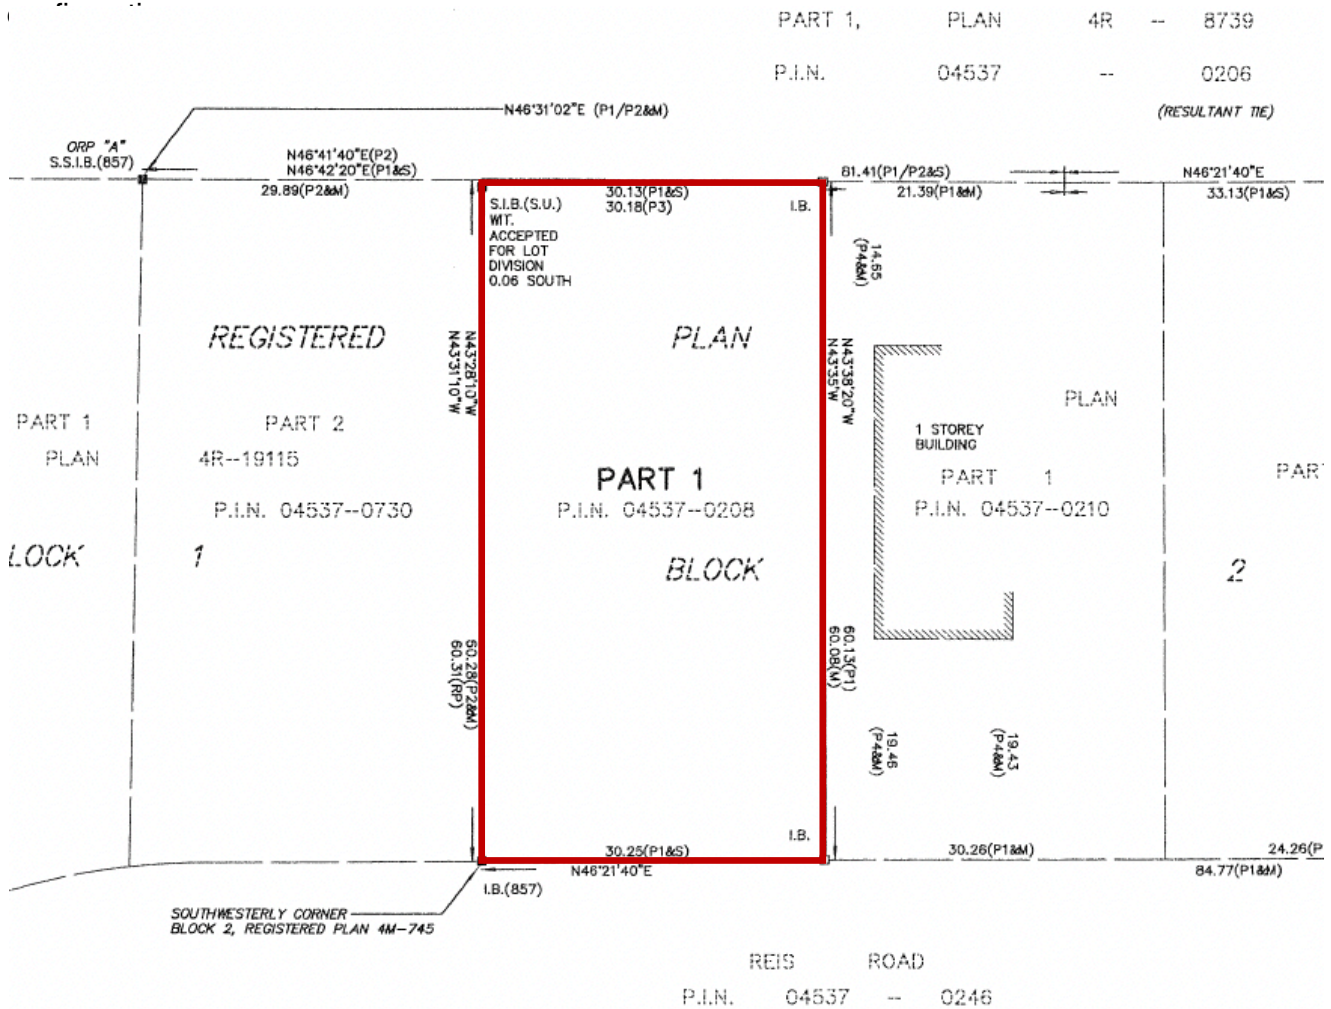 PART 1, PLAN 4R -- 8739
P.I.N. 04537 -- 0206
(RESULTANT TIE)
N46°31'02"E (P1/P2&M)
ORP "A"
S.S.I.B.(857)
N46°41'40"E(P2)
N46°42'20"E(P1&S)
29.89(P2&M)
30.13(P1&S)
30.18(P3)
81.41(P1/P2&S)
21.39(P1&M)
N46°21'40"E
33.13(P1&S)
S.I.B.(S.U.)
WIT.
ACCEPTED
FOR LOT
DIVISION
0.06 SOUTH
I.B.
14.65
(P4&M)
REGISTERED PLAN
N43°28'10"W
N43°31'10"W
N43°38'20"W
N43°35'W
PART 1
PLAN 4R--19115
PART 2
P.I.N. 04537--0730
PART 1
P.I.N. 04537--0208
1 STOREY
BUILDING
PLAN
PART 1
P.I.N. 04537--0210
PART
LOCK 1
BLOCK 2
60.28(P2&M)
60.31(RP)
60.13(P1)
60.08(M)
19.46
(P4&M)
19.43
(P4&M)
I.B.
30.25(P1&S)
N46°21'40"E
30.26(P1&M)
24.26(P
84.77(P1&M)
I.B.(857)
SOUTHWESTERLY CORNER
BLOCK 2, REGISTERED PLAN 4M-745
REIS ROAD
P.I.N. 04537 -- 0246